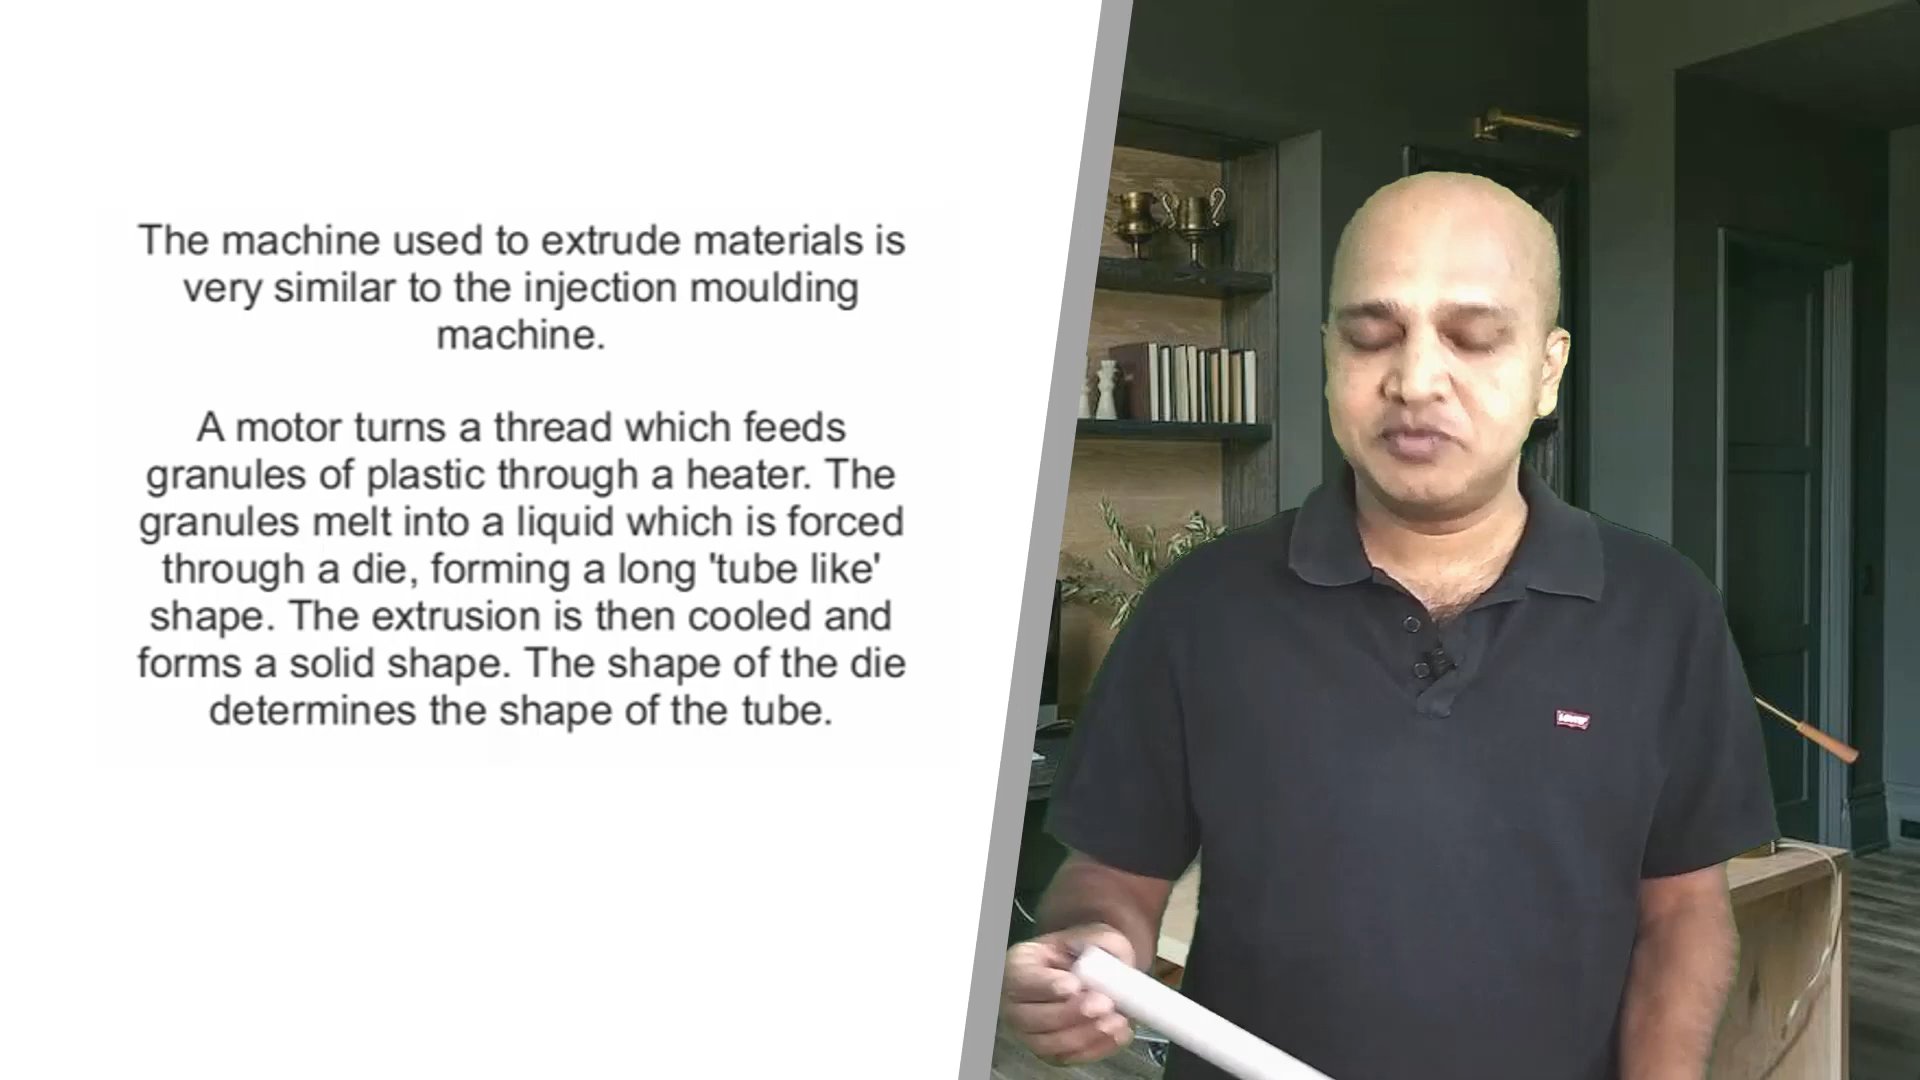 The machine used to extrude materials is
very similar to the injection moulding
machine.
A motor turns a thread which feeds
granules of plastic through a heater. The
granules melt into a liquid which is forced
through a die, forming a long 'tube like'
shape. The extrusion is then cooled and
forms a solid shape. The shape of the die
determines the shape of the tube.
Levi's